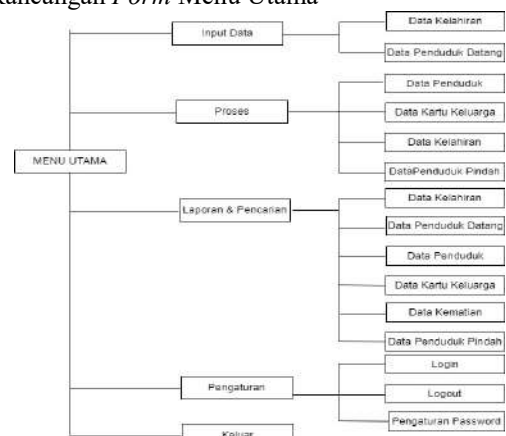 Rancangan Form Menu Utama
Input Data
Data Kelahiran
Data Penduduk Datang
Proses
Data Penduduk
Data Kartu Keluarga
Data Kelahiran
DataPenduduk Pindah
MENU UTAMA
Laporan & Pencarian
Data Kelahiran
Data Penduduk Datang
Data Penduduk
Data Kartu Keluarga
Data Kematian
Data Penduduk Pindah
Pengaturan
Login
Logout
Pengaturan Password
Keluar